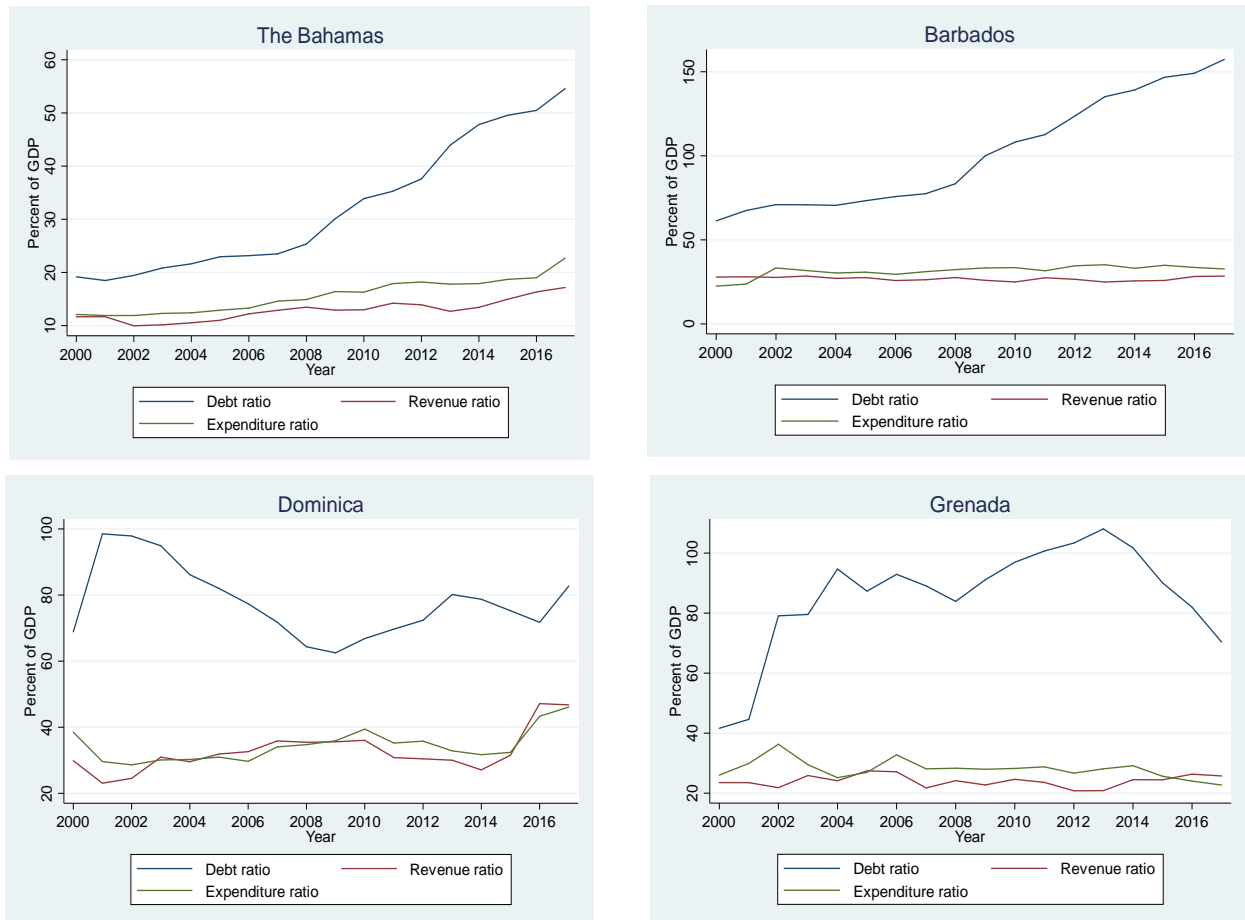 The Bahamas
Percent of GDP
60
50
40
30
20
10
2000 2002 2004 2006 2008 2010 2012 2014 2016
Year
Debt ratio Revenue ratio
Expenditure ratio
Barbados
Percent of GDP
150
100
50
0
2000 2002 2004 2006 2008 2010 2012 2014 2016
Year
Debt ratio Revenue ratio
Expenditure ratio
Dominica
Percent of GDP
100
80
60
40
20
2000 2002 2004 2006 2008 2010 2012 2014 2016
Year
Debt ratio Revenue ratio
Expenditure ratio
Grenada
Percent of GDP
100
80
60
40
20
2000 2002 2004 2006 2008 2010 2012 2014 2016
Year
Debt ratio Revenue ratio
Expenditure ratio